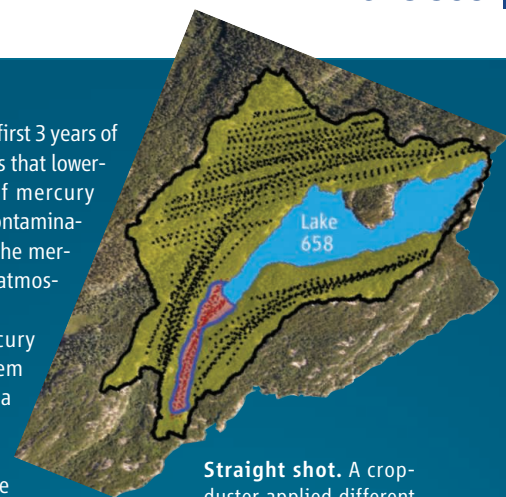 first 3 years of
s that lower-
f mercury
ontamina-
he mer-
atmos-
cury
em
a
e
Lake
658
Straight shot. A crop-
duster applied different